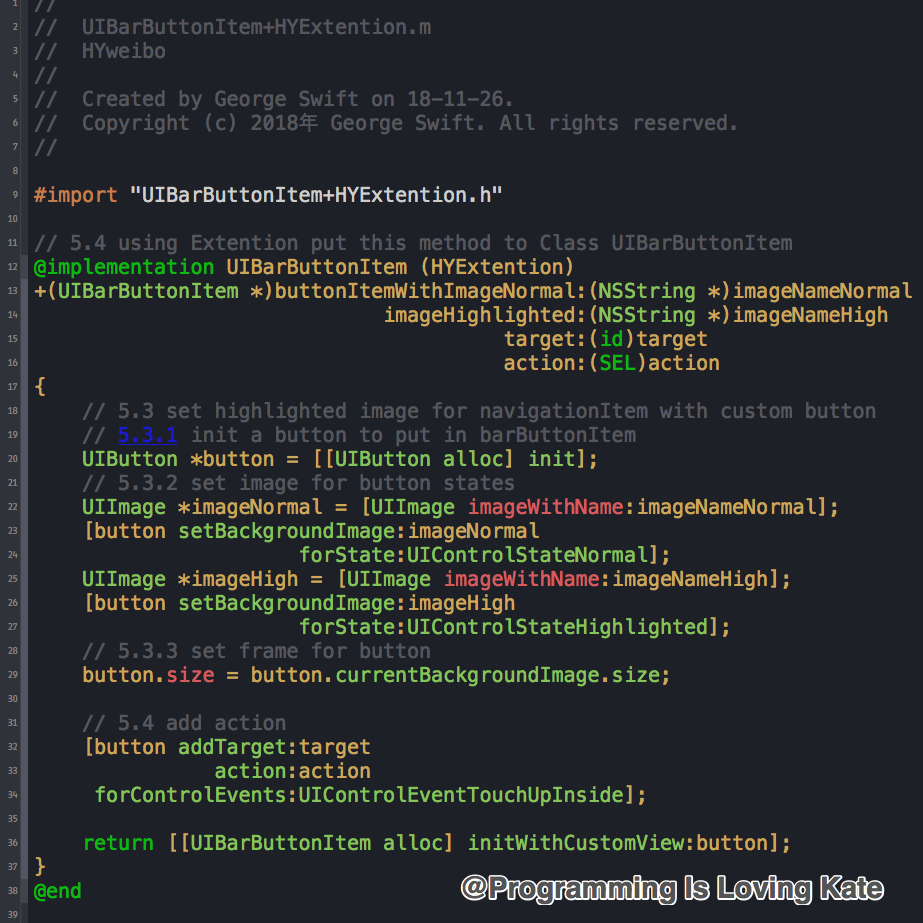 1 //
2 // UIBarButtonItem+HYExtention.m
3 // HYweibo
4 //
5 // Created by George Swift on 18-11-26.
6 // Copyright (c) 2018年 George Swift. All rights reserved.
7 //
8
9 #import "UIBarButtonItem+HYExtention.h"
10
11 // 5.4 using Extention put this method to Class UIBarButtonItem
12 @implementation UIBarButtonItem (HYExtention)
13 +(UIBarButtonItem *)buttonItemWithImageNormal:(NSString *)imageNameNormal
14 imageHighlighted:(NSString *)imageNameHigh
15 target:(id)target
16 action:(SEL)action
17 {
18 // 5.3 set highlighted image for navigationItem with custom button
19 // 5.3.1 init a button to put in barButtonItem
20 UIButton *button = [[UIButton alloc] init];
21 // 5.3.2 set image for button states
22 UIImage *imageNormal = [UIImage imageWithName:imageNameNormal];
23 [button setBackgroundImage:imageNormal
24 forState:UIControlStateNormal];
25 UIImage *imageHigh = [UIImage imageWithName:imageNameHigh];
26 [button setBackgroundImage:imageHigh
27 forState:UIControlStateHighlighted];
28 // 5.3.3 set frame for button
29 button.size = button.currentBackgroundImage.size;
30
31 // 5.4 add action
32 [button addTarget:target
33 action:action
34 forControlEvents:UIControlEventTouchUpInside];
35
36 return [[UIBarButtonItem alloc] initWithCustomView:button];
37 }
38 @end
39
@Programming Is Loving Kate